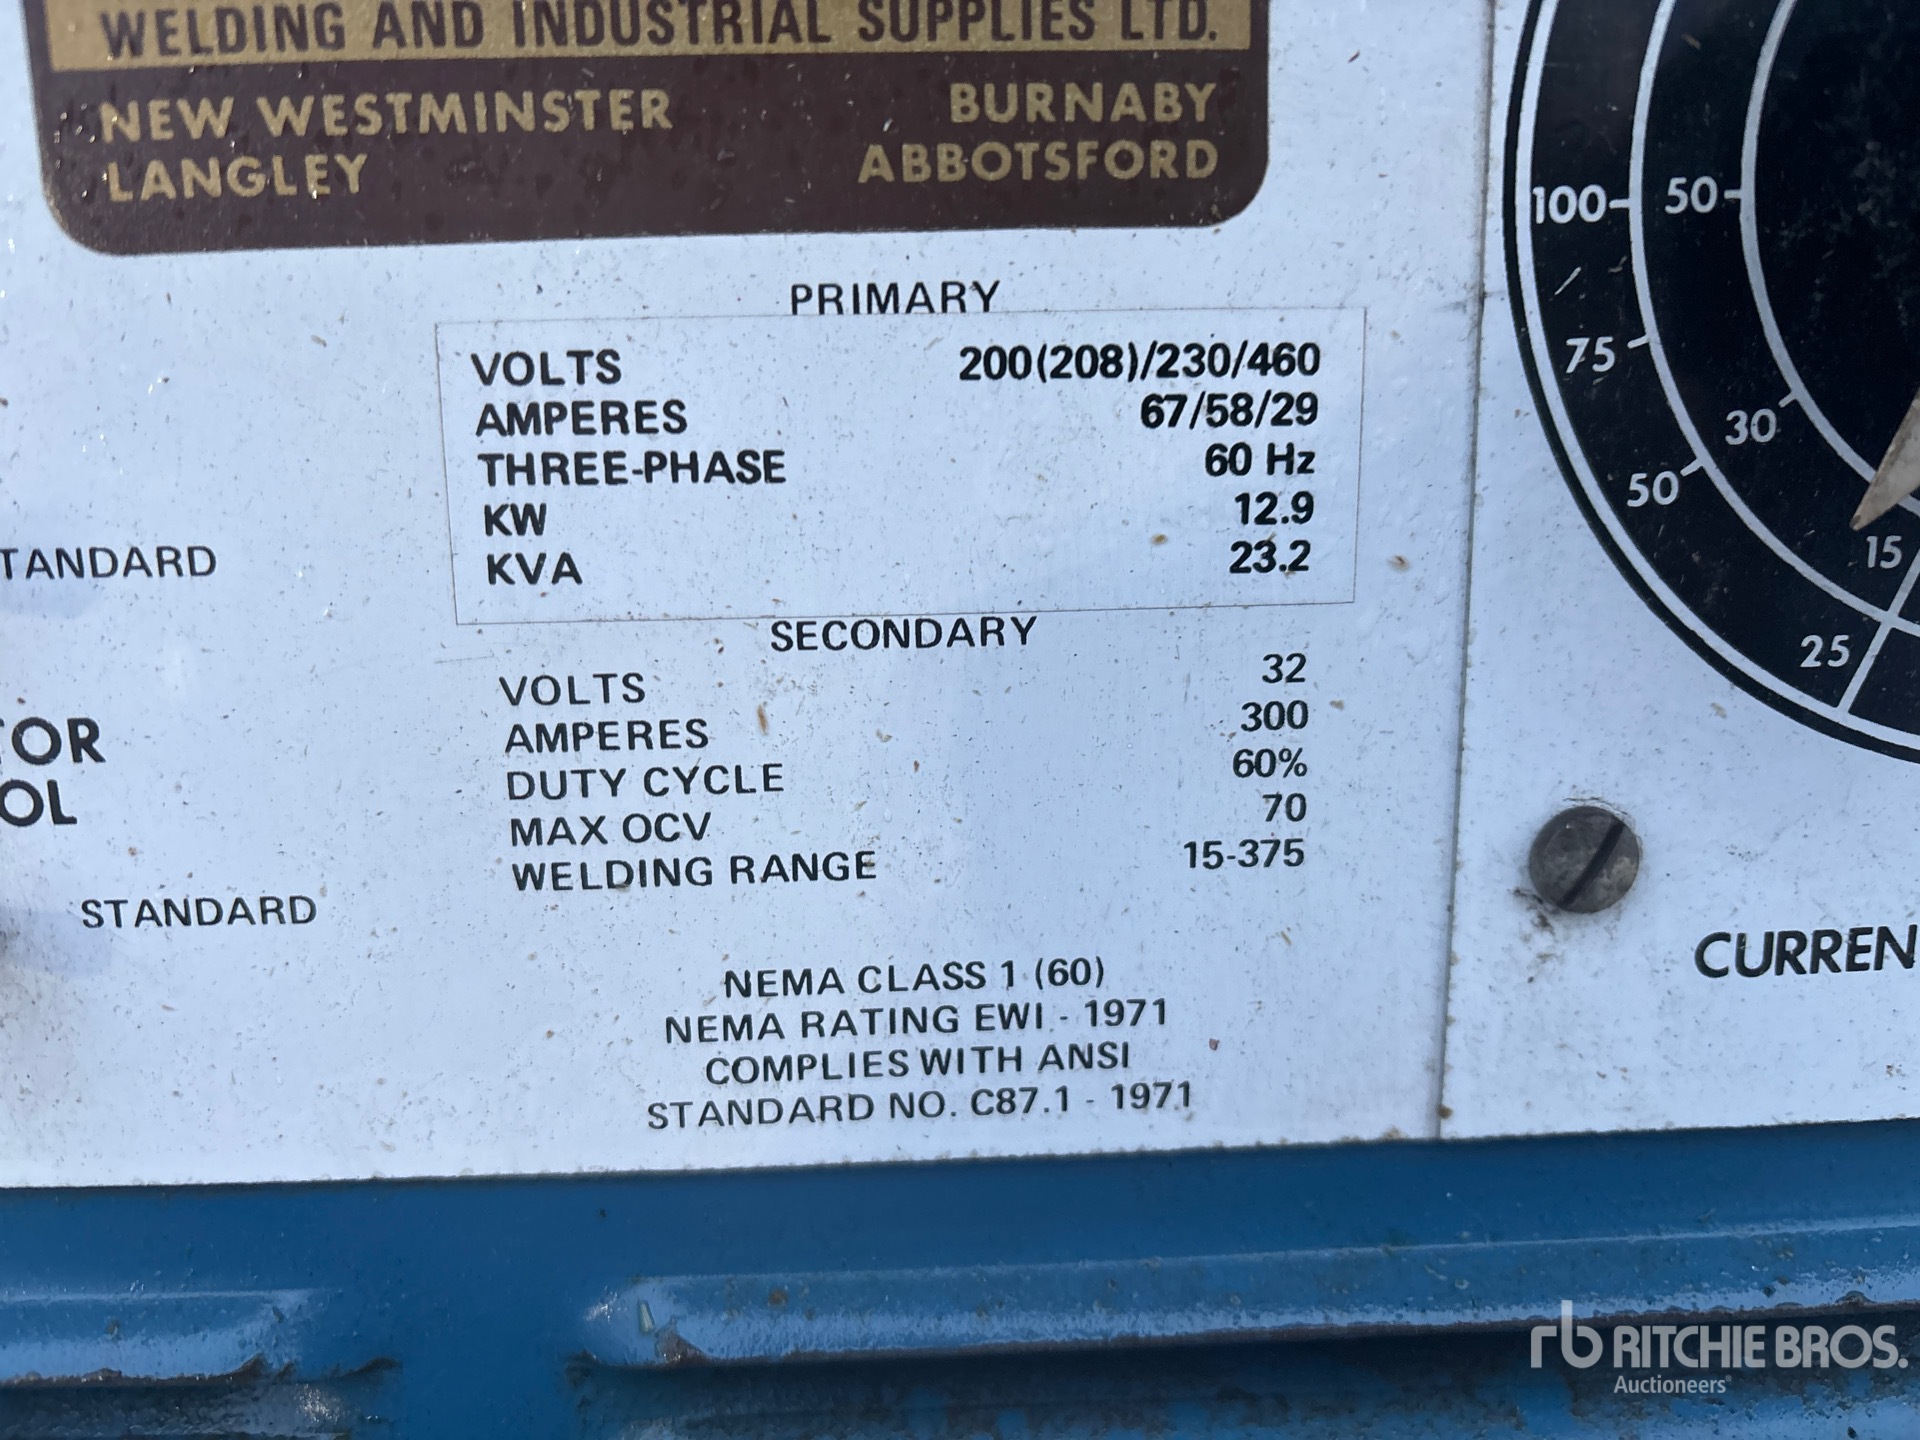 WELDING AND INDUSTRIAL SUPPLIES LTD.
NEW WESTMINSTER BURNABY
LANGLEY ABBOTSFORD
PRIMARY
VOLTS 200(208)/230/460
AMPERES 67/58/29
THREE-PHASE 60 Hz
KW 12.9
KVA 23.2
TANDARD
SECONDARY
VOLTS 32
AMPERES 300
DUTY CYCLE 60%
MAX OCV 70
WELDING RANGE 15-375
OR
OL
STANDARD
NEMA CLASS 1 (60)
NEMA RATING EWI - 1971
COMPLIES WITH ANSI
STANDARD NO. C87.1 - 1971
100 50
75
30
50
15
25
CURREN
rb RITCHIE BROS.
Auctioneers